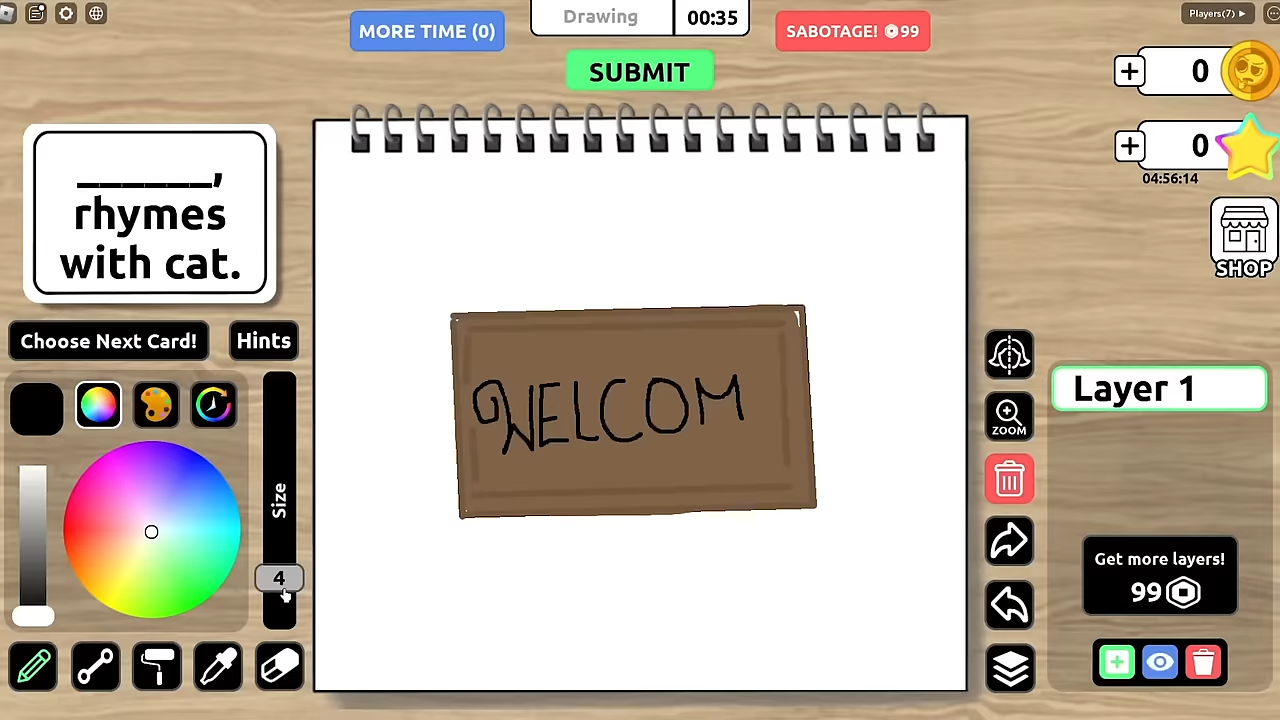 Players(7)
MORE TIME (0)
Drawing
00:35
SABOTAGE! 99
SUBMIT
0
0
04:56:14
SHOP
______,
rhymes
with cat.
Choose Next Card!
Hints
WELCOM
Size
4
ZOOM
Layer 1
Get more layers!
99